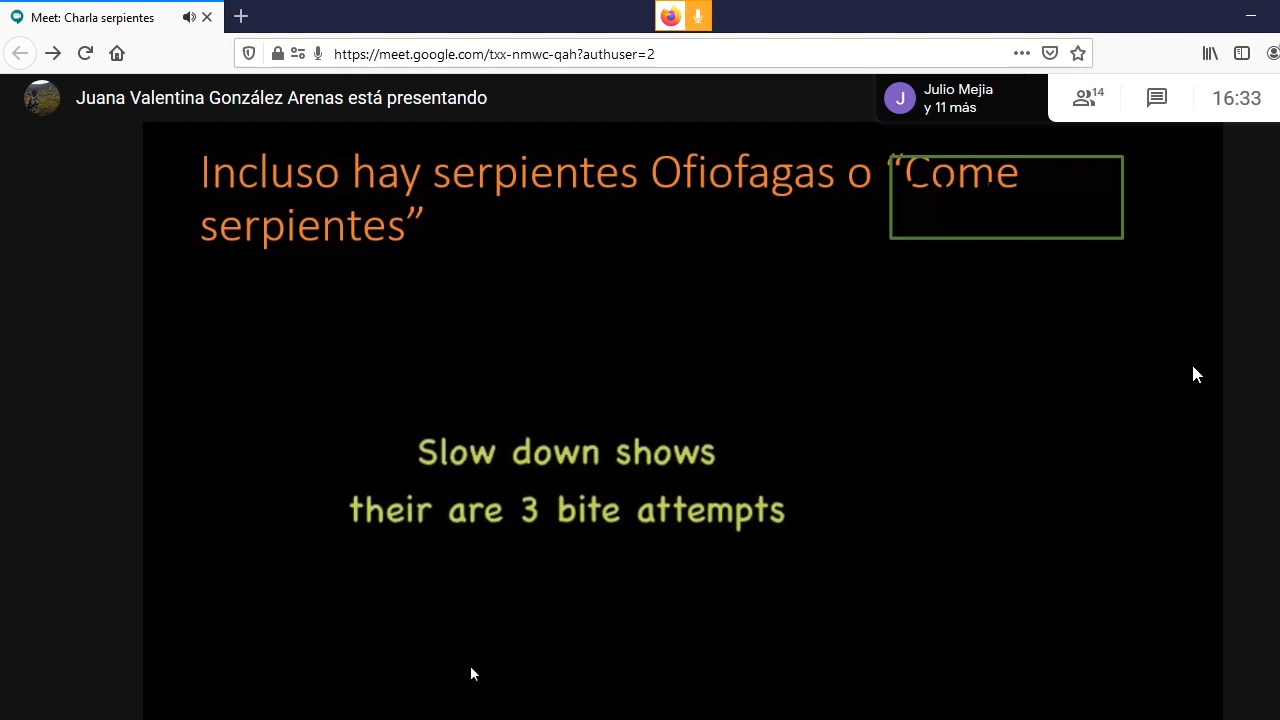 Meet: Charla serpientes
https://meet.google.com/txx-nmwc-qah?authuser=2
Juana Valentina González Arenas está presentando
J
Julio Mejia
y 11 más
14
16:33
Incluso hay serpientes Ofiofagas o “Come
serpientes”
Slow down shows
their are 3 bite attempts